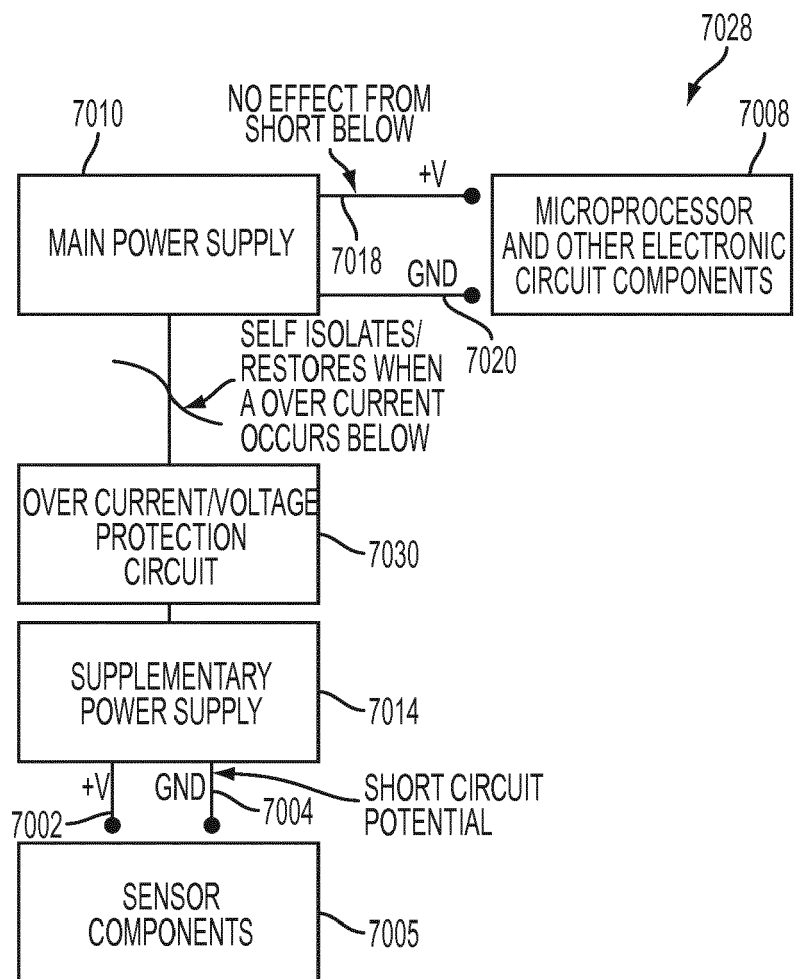 7028
7010
NO EFFECT FROM
SHORT BELOW
7008
+V
MAIN POWER SUPPLY
7018
GND
MICROPROCESSOR
AND OTHER ELECTRONIC
CIRCUIT COMPONENTS
7020
SELF ISOLATES/
RESTORES WHEN
A OVER CURRENT
OCCURS BELOW
OVER CURRENT/VOLTAGE
PROTECTION
CIRCUIT
7030
SUPPLEMENTARY
POWER SUPPLY
7014
+V
GND
7002
7004
SHORT CIRCUIT
POTENTIAL
SENSOR
COMPONENTS
7005